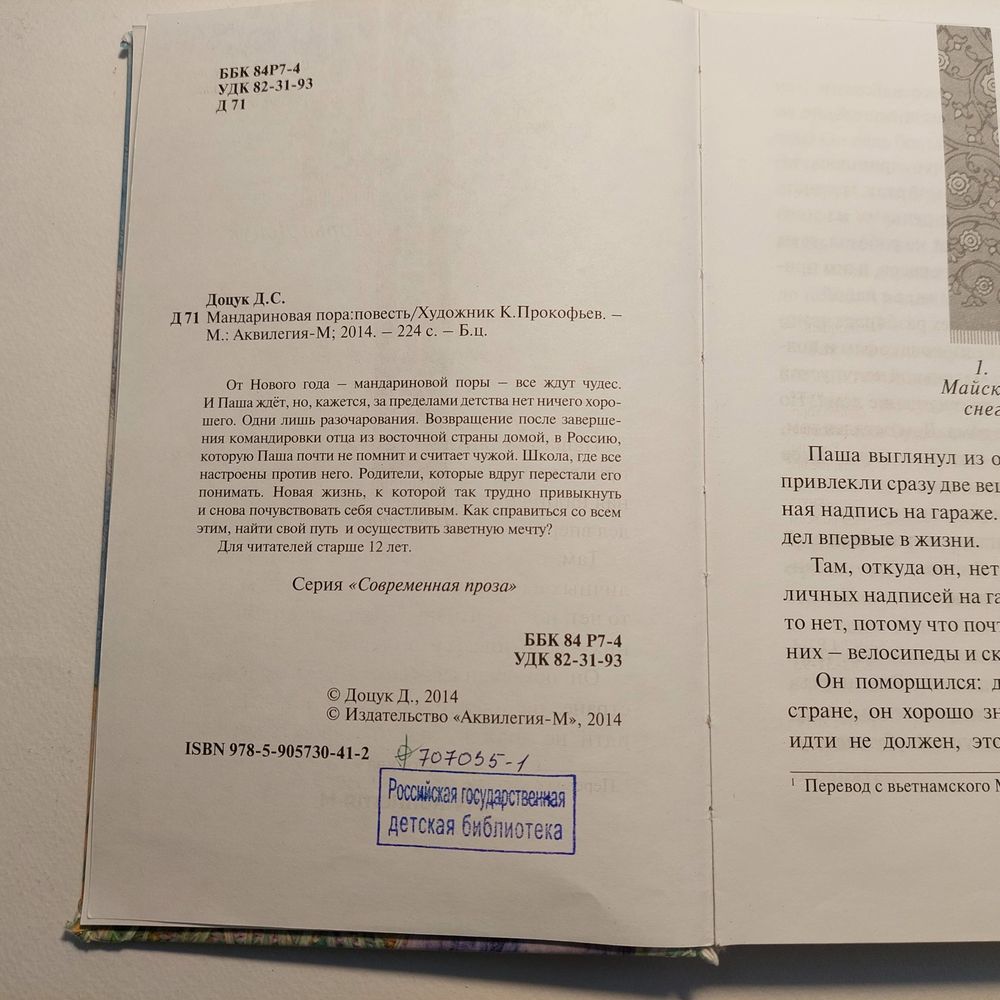 ББК 84Р7-4
УДК 82-31-93
Д 71
Доцук Д.С.
Д 71 Мандариновая пора:повесть/Художник К.Прокофьев. –
М.: Аквилегия-М; 2014. – 224 с. – Б.ц.
От Нового года – мандариновой поры – все ждут чудес.
И Паша ждёт, но, кажется, за пределами детства нет ничего хоро-
шего. Одни лишь разочарования. Возвращение после заверше-
ния командировки отца из восточной страны домой, в Россию,
которую Паша почти не помнит и считает чужой. Школа, где все
настроены против него. Родители, которые вдруг перестали его
понимать. Новая жизнь, к которой так трудно привыкнуть
и снова почувствовать себя счастливым. Как справиться со всем
этим, найти свой путь и осуществить заветную мечту?
Для читателей старше 12 лет.
Серия «Современная проза»
ББК 84 Р7-4
УДК 82-31-93
© Доцук Д., 2014
© Издательство «Аквилегия-М», 2014
ISBN 978-5-905730-41-2
707035-1
Российская государственная
детская библиотека
1.
Майск
снег
Паша выглянул из о
привлекли сразу две вещ
ная надпись на гараже.
дел впервые в жизни.
Там, откуда он, нет
личных надписей на га
то нет, потому что почт
них – велосипеды и ск
Он поморщился: д
стране, он хорошо зн
идти не должен, это
1 Перевод с вьетнамского М